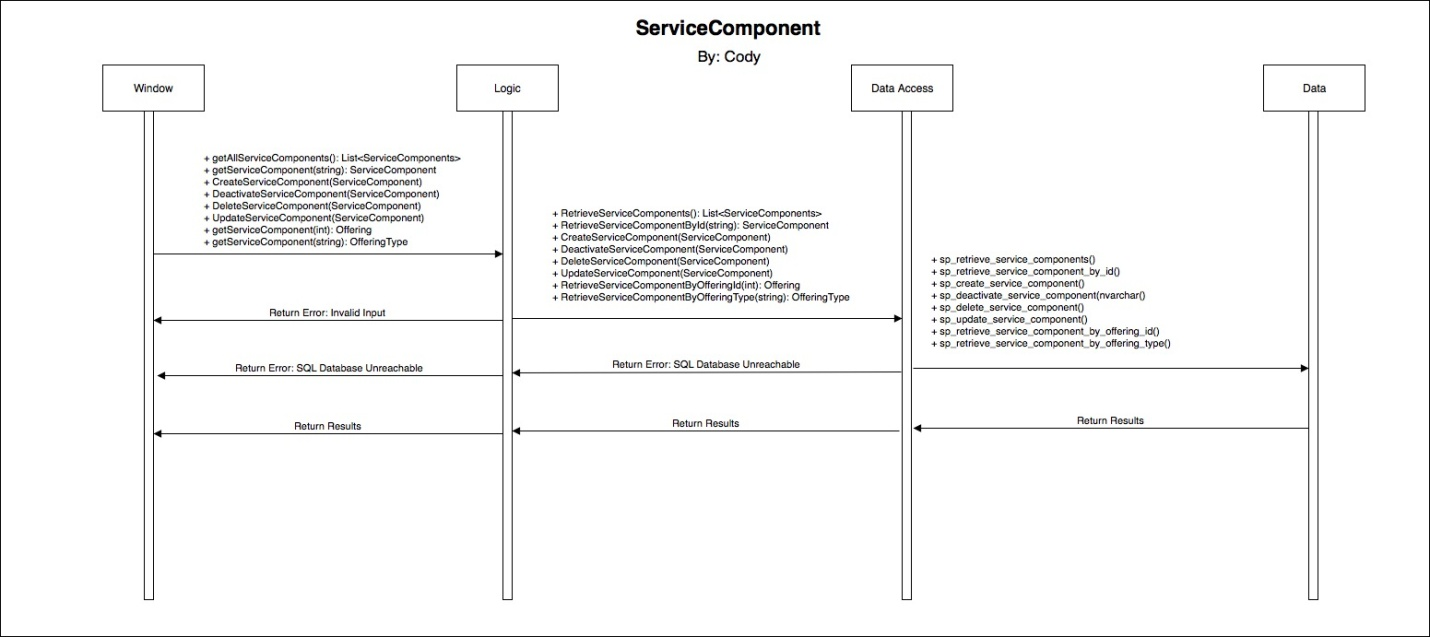 ServiceComponent
By: Cody
Window
Logic
Data Access
Data
+ getAllServiceComponents(): List<ServiceComponents>
+ getServiceComponent(string): ServiceComponent
+ CreateServiceComponent(ServiceComponent)
+ DeactivateServiceComponent(ServiceComponent)
+ DeleteServiceComponent(ServiceComponent)
+ UpdateServiceComponent(ServiceComponent)
+ getServiceComponent(int): Offering
+ getServiceComponent(string): OfferingType
+ RetrieveServiceComponents(): List<ServiceComponents>
+ RetrieveServiceComponentById(string): ServiceComponent
+ CreateServiceComponent(ServiceComponent)
+ DeactivateServiceComponent(ServiceComponent)
+ DeleteServiceComponent(ServiceComponent)
+ UpdateServiceComponent(ServiceComponent)
+ RetrieveServiceComponentByOfferingId(int): Offering
+ RetrieveServiceComponentByOfferingType(string): OfferingType
+ sp_retrieve_service_components()
+ sp_retrieve_service_component_by_id()
+ sp_create_service_component()
+ sp_deactivate_service_component(nvarchar()
+ sp_delete_service_component()
+ sp_update_service_component()
+ sp_retrieve_service_component_by_offering_id()
+ sp_retrieve_service_component_by_offering_type()
Return Error: Invalid Input
Return Error: SQL Database Unreachable
Return Error: SQL Database Unreachable
Return Results
Return Results
Return Results